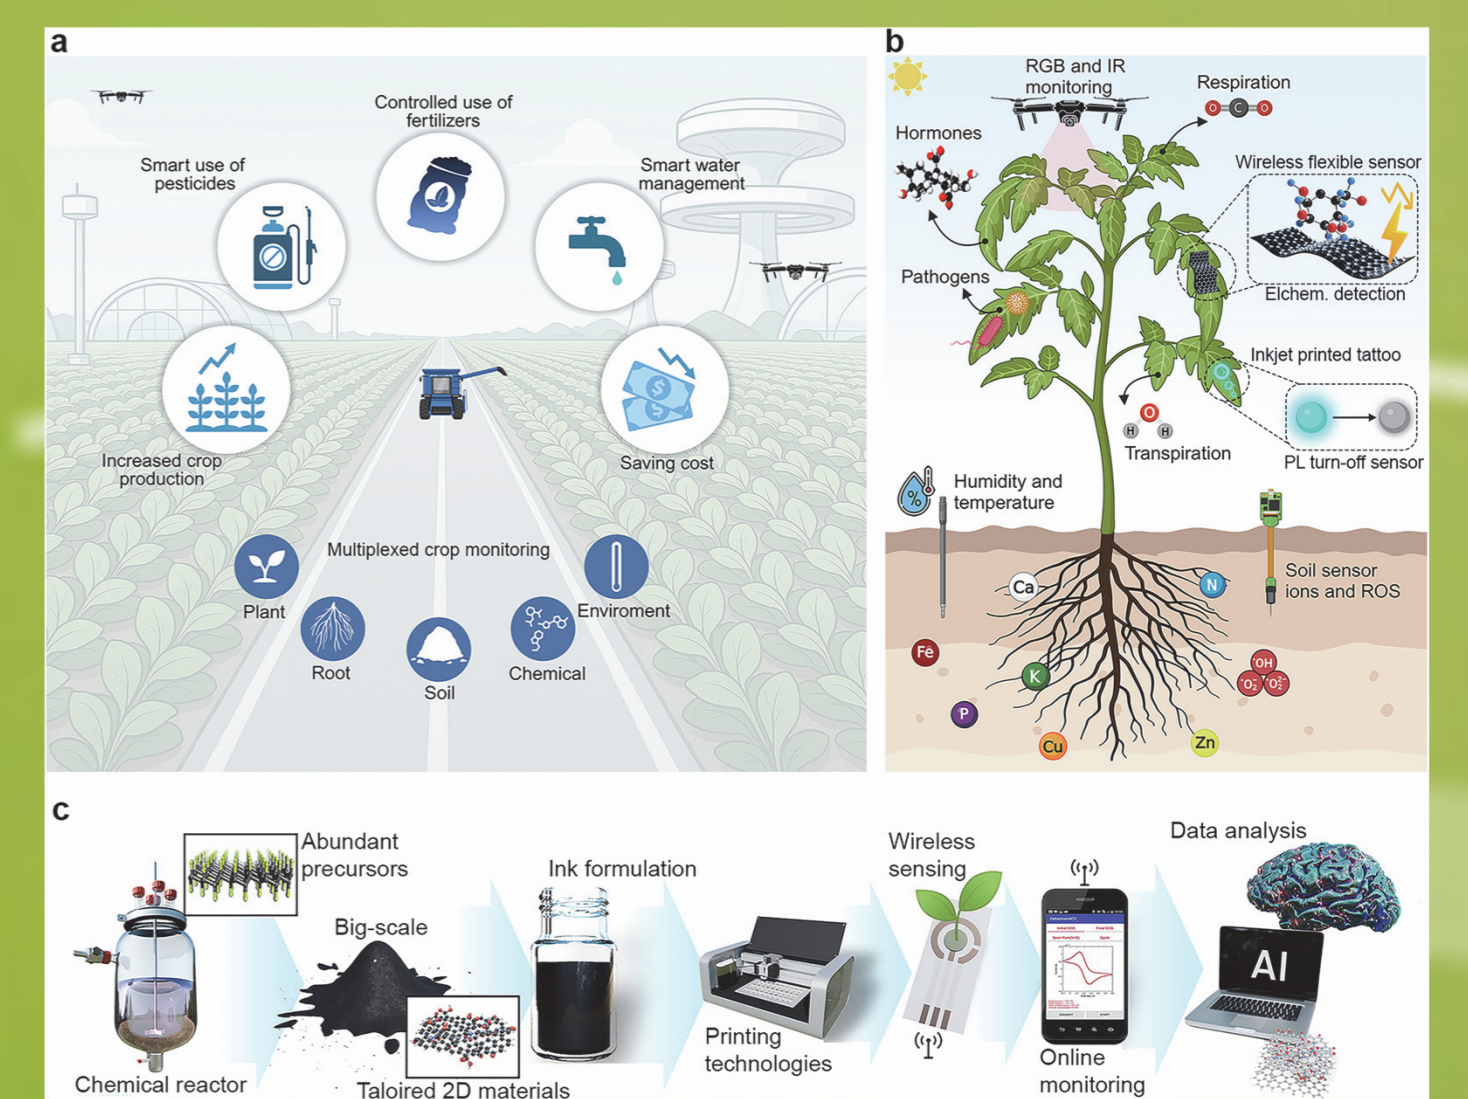 a
Controlled use of
fertilizers
Smart use of
pesticides
Smart water
management
Increased crop
production
Saving cost
Multiplexed crop monitoring
Plant
Root
Soil
Chemical
Enviroment
b
RGB and IR
monitoring
Respiration
O C O
Hormones
Wireless flexible sensor
Elchem. detection
Pathogens
Inkjet printed tattoo
PL turn-off sensor
O
H H
Transpiration
%
Humidity and
temperature
Soil sensor
ions and ROS
Ca
N
Fe
K
P
Cu
Zn
·OH
·O₂⁻ ·O₂²⁻
c
Abundant
precursors
Chemical reactor
Big-scale
Taloired 2D materials
Ink formulation
Printing
technologies
Wireless
sensing
Online
monitoring
Data analysis
AI